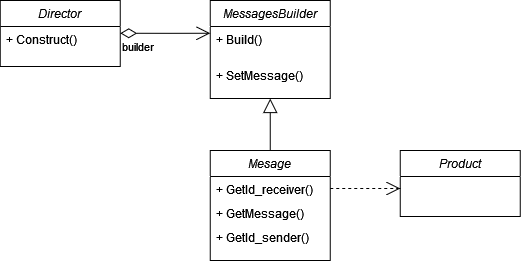 Director
+ Construct()
builder
MessagesBuilder
+ Build()
+ SetMessage()
Mesage
+ GetId_receiver()
+ GetMessage()
+ GetId_sender()
Product